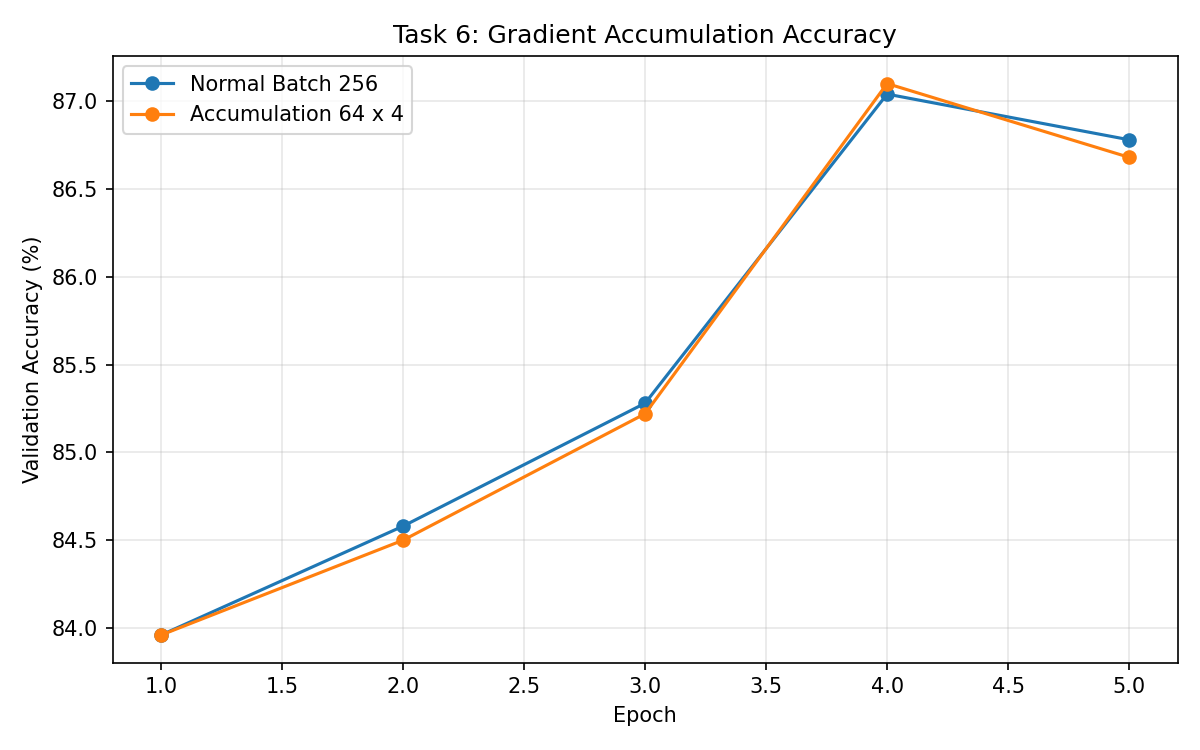 Task 6: Gradient Accumulation Accuracy
Normal Batch 256
Accumulation 64 x 4
Validation Accuracy (%)
87.0
86.5
86.0
85.5
85.0
84.5
84.0
1.0 1.5 2.0 2.5 3.0 3.5 4.0 4.5 5.0
Epoch